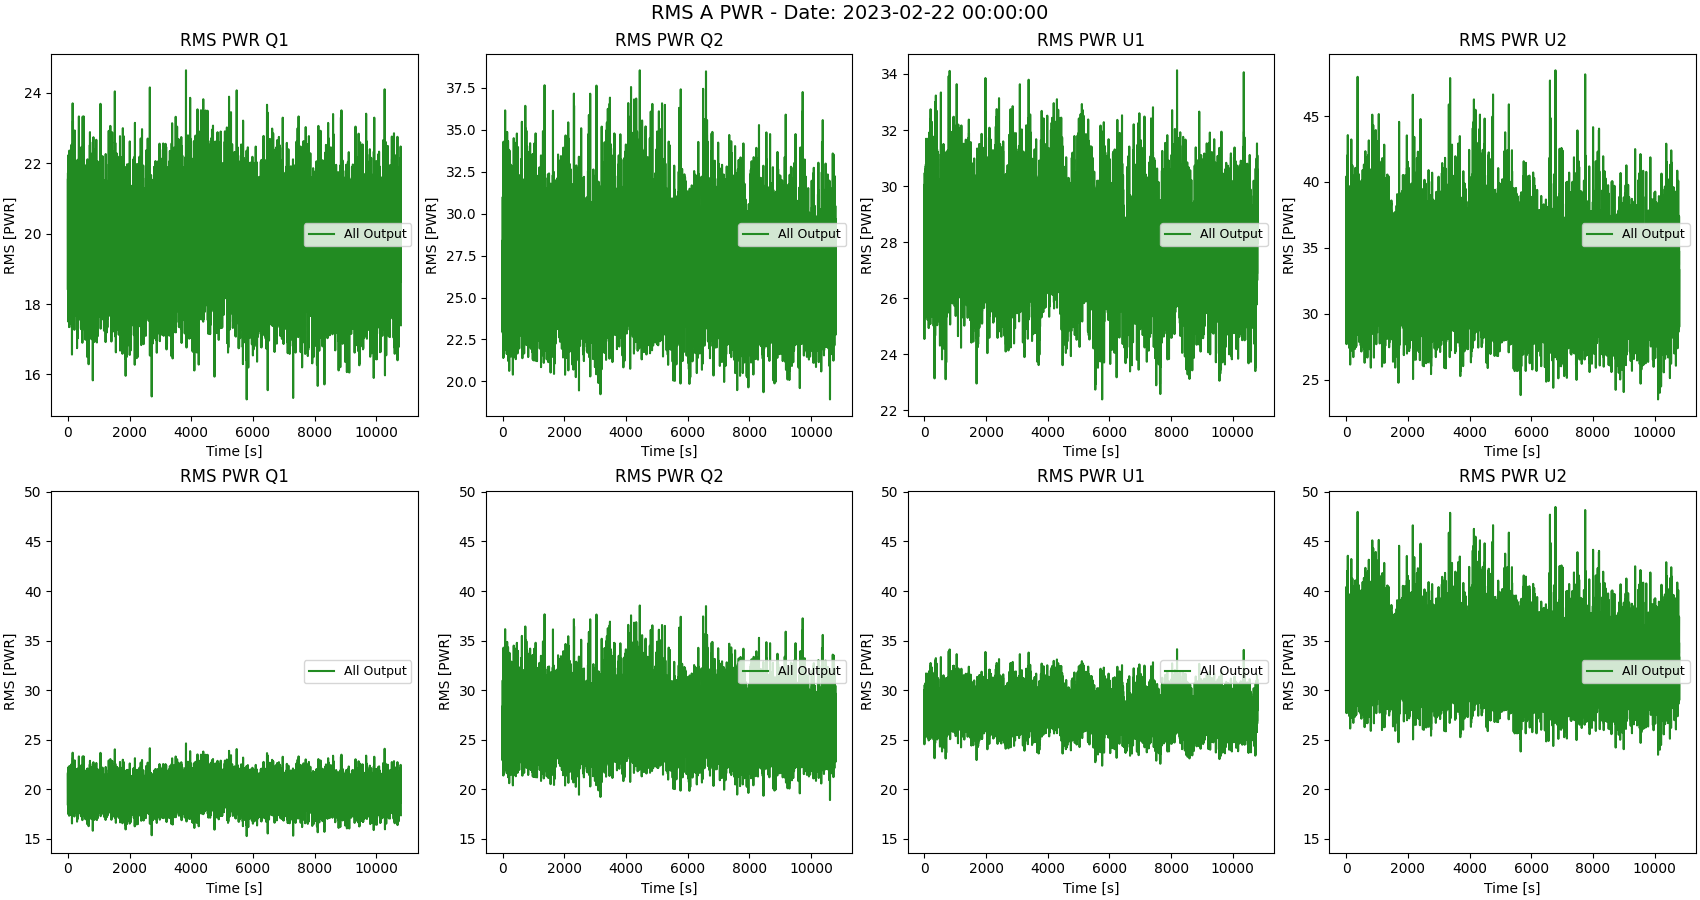 RMS A PWR - Date: 2023-02-22 00:00:00
RMS PWR Q1
RMS PWR Q2
RMS PWR U1
RMS PWR U2
RMS [PWR]
24
22
20
18
16
All Output
0 2000 4000 6000 8000 10000
Time [s]
RMS [PWR]
37.5
35.0
32.5
30.0
27.5
25.0
22.5
20.0
All Output
0 2000 4000 6000 8000 10000
Time [s]
RMS [PWR]
34
32
30
28
26
24
22
All Output
0 2000 4000 6000 8000 10000
Time [s]
RMS [PWR]
45
40
35
30
25
All Output
0 2000 4000 6000 8000 10000
Time [s]
RMS PWR Q1
RMS PWR Q2
RMS PWR U1
RMS PWR U2
RMS [PWR]
50
45
40
35
30
25
20
15
All Output
0 2000 4000 6000 8000 10000
Time [s]
RMS [PWR]
50
45
40
35
30
25
20
15
All Output
0 2000 4000 6000 8000 10000
Time [s]
RMS [PWR]
50
45
40
35
30
25
20
15
All Output
0 2000 4000 6000 8000 10000
Time [s]
RMS [PWR]
50
45
40
35
30
25
20
15
All Output
0 2000 4000 6000 8000 10000
Time [s]